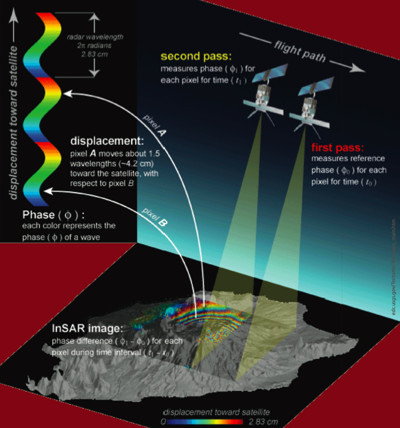 radar wavelength
2π radians
2.83 cm
displacement toward satellite
flight path
second pass:
measures phase ( ϕ₁ ) for
each pixel for time ( t₁ )
first pass:
measures reference
phase ( ϕ₀ ) for each
pixel for time ( t₀ )
pixel A
displacement:
pixel A moves about 1.5
wavelengths (~4.2 cm)
toward the satellite, with
respect to pixel B
pixel B
Phase ( ϕ ) :
each color represents the
phase ( ϕ ) of a wave
InSAR image:
phase difference ( ϕ₁ - ϕ₀ ) for each
pixel during time interval ( t₁ - t₀ )
displacement toward satellite
0
2.83 cm